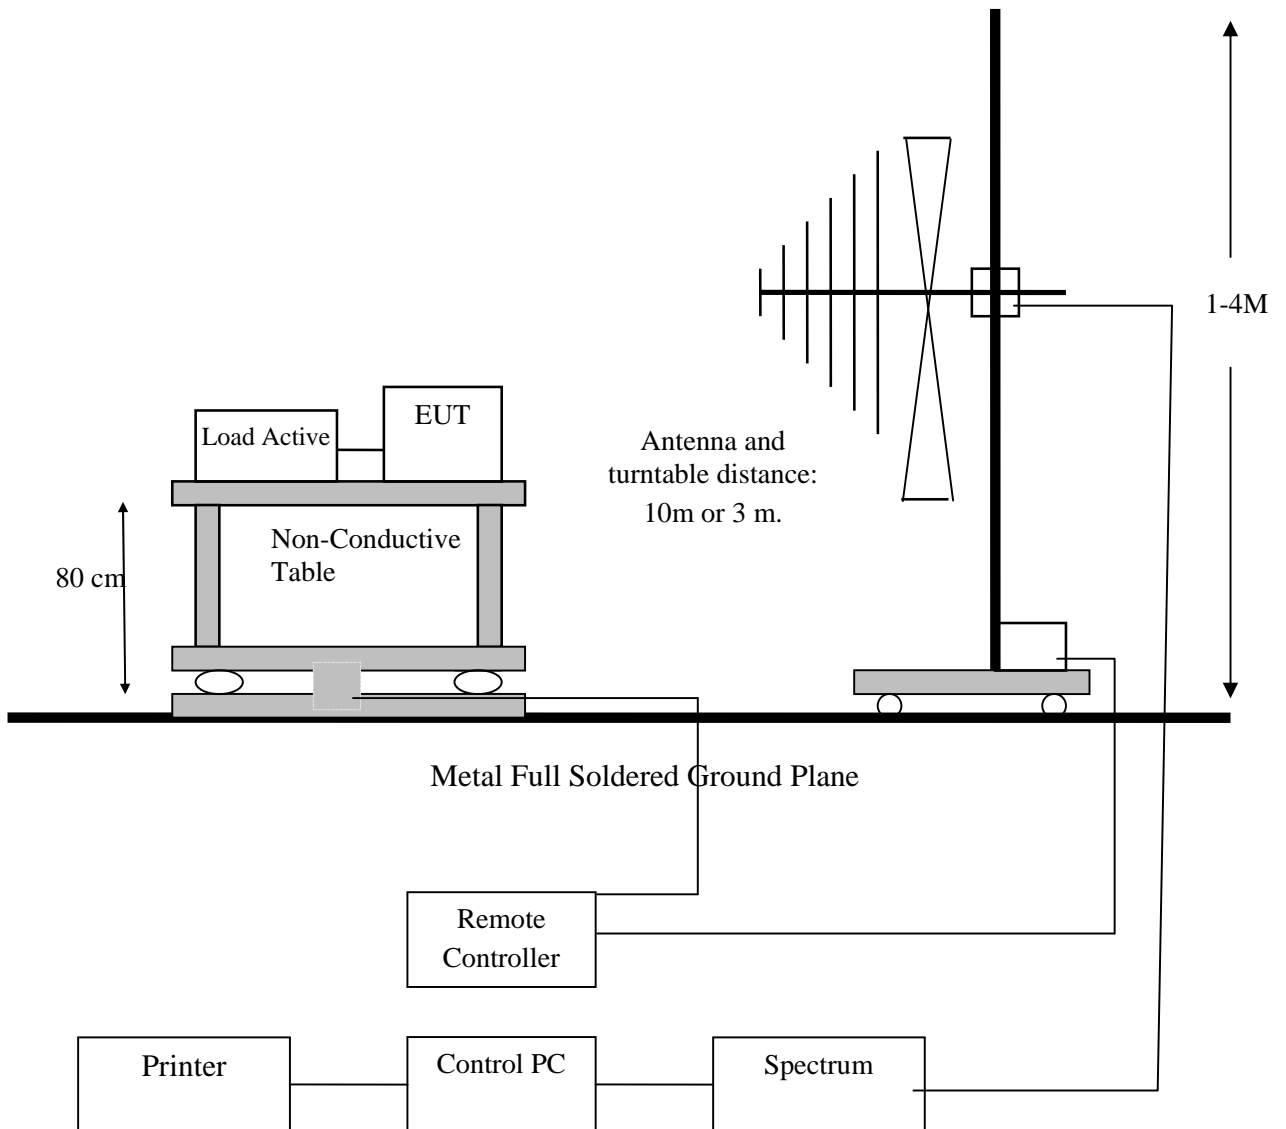 1-4M
EUT
Load Active
Antenna and
turntable distance:
10m or 3 m.
Non-Conductive
Table
80 cm
Metal Full Soldered Ground Plane
Remote
Controller
Printer
Control PC
Spectrum